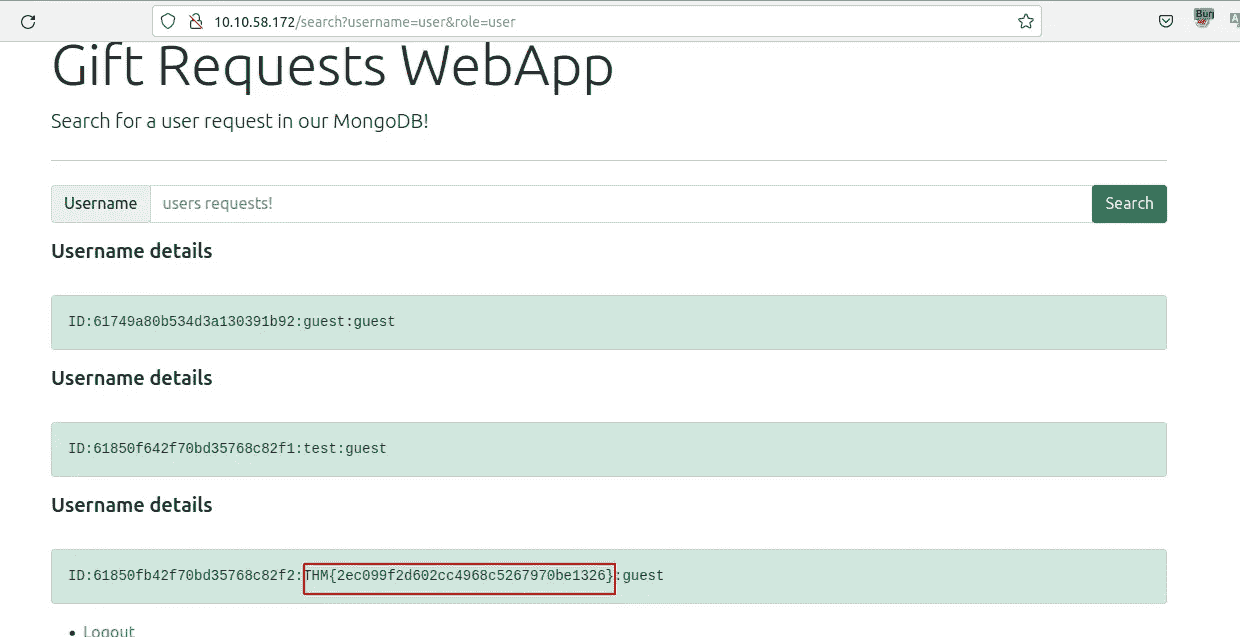 10.10.58.172/search?username=user&role=user
Gift Requests WebApp
Search for a user request in our MongoDB!
Username users requests! Search
Username details
ID:61749a80b534d3a130391b92:guest:guest
Username details
ID:61850f642f70bd35768c82f1:test:guest
Username details
ID:61850fb42f70bd35768c82f2:THM{2ec099f2d602cc4968c5267970be1326}:guest
Logout